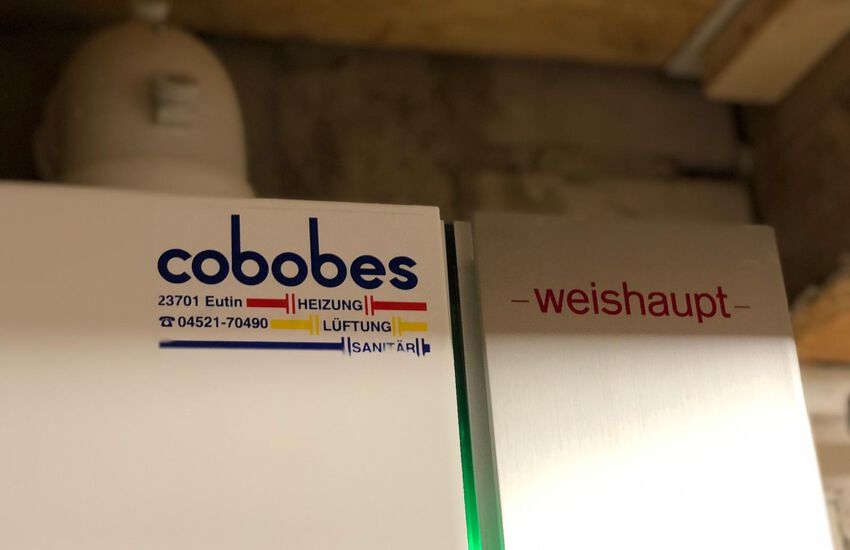 cobobes
23701 Eutin HEIZUNG
☎04521-70490 LÜFTUNG
SANITÄR
-weishaupt-